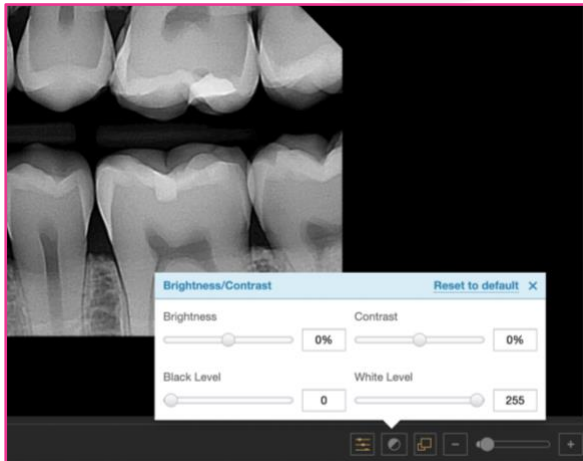 Brightness/Contrast Reset to default ×
Brightness Contrast
0% 0%
Black Level White Level
0 255
− +